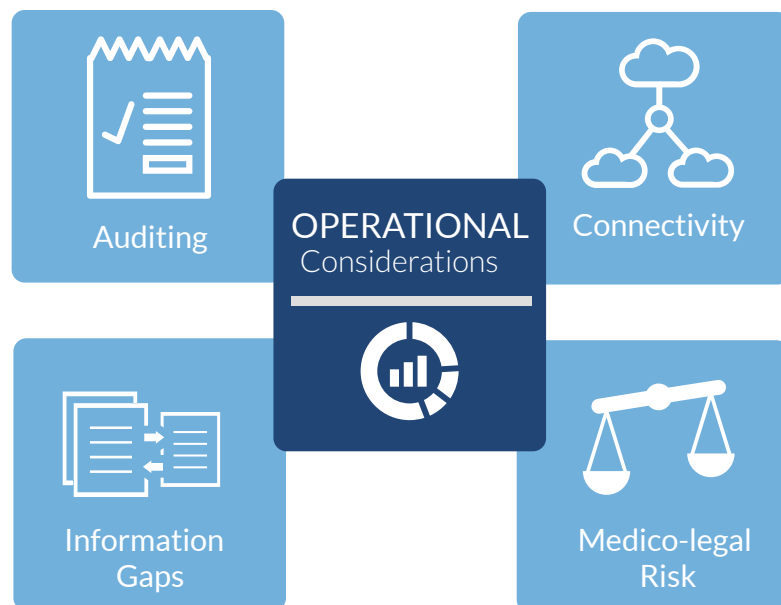 Auditing
Connectivity
OPERATIONAL
Considerations
Information
Gaps
Medico-legal
Risk